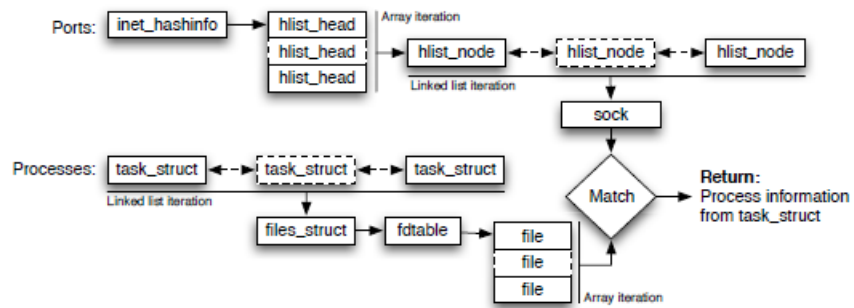 Ports:
inet_hashinfo
hlist_head
hlist_head
hlist_head
Array iteration
hlist_node
hlist_node
hlist_node
Linked list iteration
sock
Processes:
task_struct
task_struct
task_struct
Linked list iteration
files_struct
fdtable
file
file
file
Array iteration
Match
Return:
Process information
from task_struct